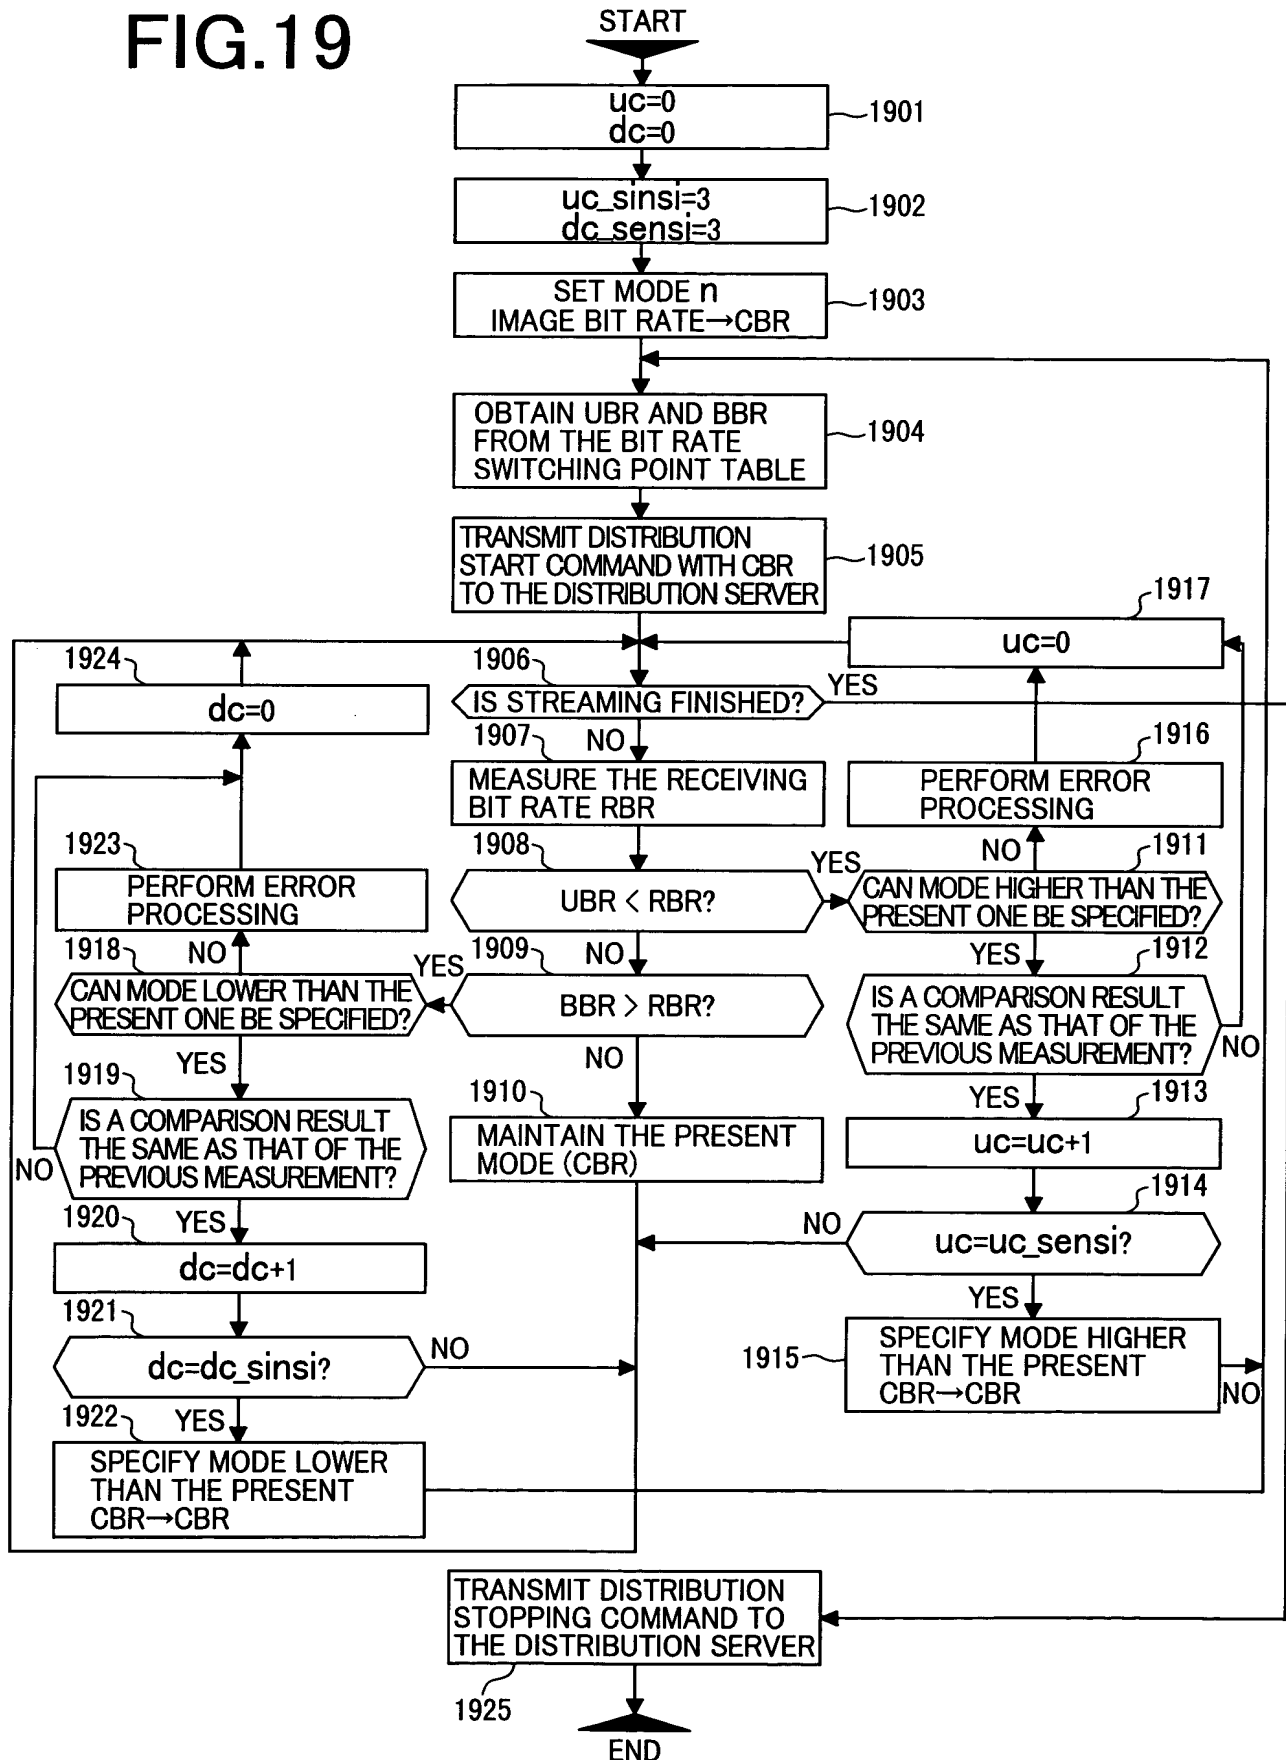 FIG.19
START
uc=0
dc=0
1901
uc_sinsi=3
dc_sensi=3
1902
SET MODE n
IMAGE BIT RATE→CBR
1903
OBTAIN UBR AND BBR
FROM THE BIT RATE
SWITCHING POINT TABLE
1904
TRANSMIT DISTRIBUTION
START COMMAND WITH CBR
TO THE DISTRIBUTION SERVER
1905
1917
uc=0
1924
dc=0
1906
IS STREAMING FINISHED?
YES
1907
NO
MEASURE THE RECEIVING
BIT RATE RBR
1916
PERFORM ERROR
PROCESSING
1923
PERFORM ERROR
PROCESSING
1908
UBR < RBR?
YES
NO
1911
CAN MODE HIGHER THAN THE
PRESENT ONE BE SPECIFIED?
1918
NO
CAN MODE LOWER THAN THE
PRESENT ONE BE SPECIFIED?
YES
1909
NO
BBR > RBR?
YES
1912
IS A COMPARISON RESULT
THE SAME AS THAT OF THE
PREVIOUS MEASUREMENT?
NO
YES
1919
IS A COMPARISON RESULT
THE SAME AS THAT OF THE
PREVIOUS MEASUREMENT?
NO
NO
1910
MAINTAIN THE PRESENT
MODE (CBR)
YES
1913
uc=uc+1
1914
NO
uc=uc_sensi?
1920
YES
dc=dc+1
1921
dc=dc_sinsi?
NO
YES
1915
SPECIFY MODE HIGHER
THAN THE PRESENT
CBR→CBR
NO
1922
YES
SPECIFY MODE LOWER
THAN THE PRESENT
CBR→CBR
TRANSMIT DISTRIBUTION
STOPPING COMMAND TO
THE DISTRIBUTION SERVER
1925
END